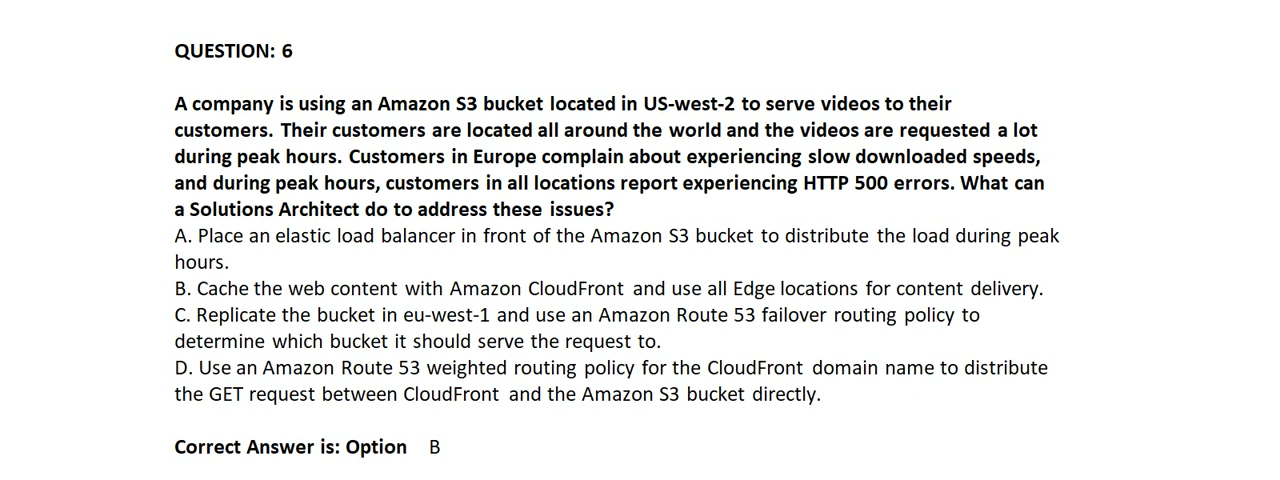 QUESTION: 6
A company is using an Amazon S3 bucket located in US-west-2 to serve videos to their
customers. Their customers are located all around the world and the videos are requested a lot
during peak hours. Customers in Europe complain about experiencing slow downloaded speeds,
and during peak hours, customers in all locations report experiencing HTTP 500 errors. What can
a Solutions Architect do to address these issues?
A. Place an elastic load balancer in front of the Amazon S3 bucket to distribute the load during peak
hours.
B. Cache the web content with Amazon CloudFront and use all Edge locations for content delivery.
C. Replicate the bucket in eu-west-1 and use an Amazon Route 53 failover routing policy to
determine which bucket it should serve the request to.
D. Use an Amazon Route 53 weighted routing policy for the CloudFront domain name to distribute
the GET request between CloudFront and the Amazon S3 bucket directly.
Correct Answer is: Option B